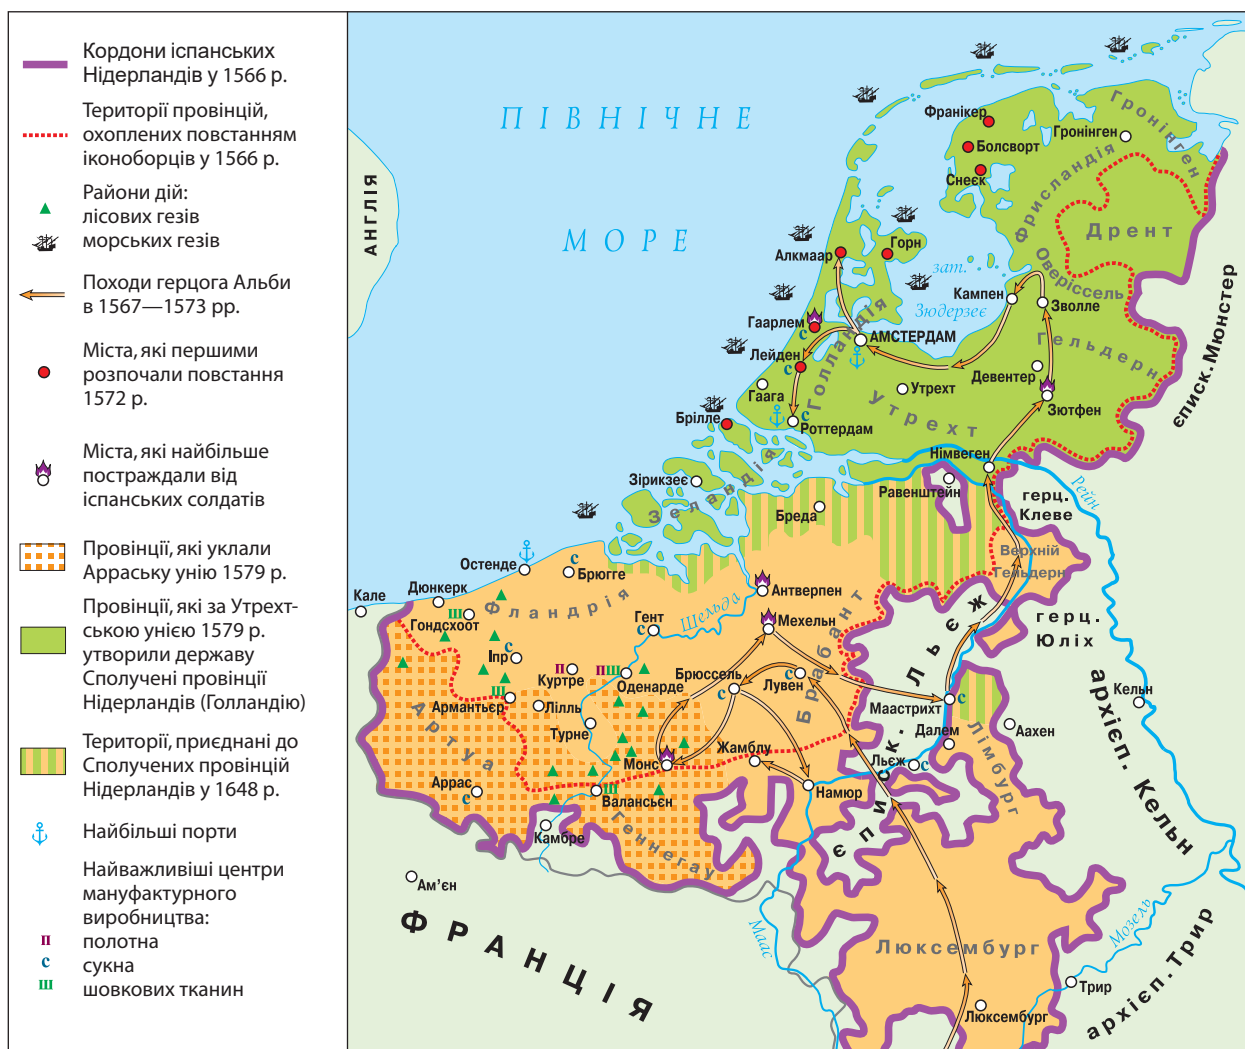 Кордони іспанських
Нідерландів у 1566 р.
Території провінцій,
охоплених повстанням
іконоборців у 1566 р.
Райони дій:
лісових гезів
морських гезів
Походи герцога Альби
в 1567—1573 рр.
Міста, які першими
розпочали повстання
1572 р.
Міста, які найбільше
постраждали від
іспанських солдатів
Провінції, які уклали
Арраську унію 1579 р.
Провінції, які за Утрехт-
ською унією 1579 р.
утворили державу
Сполучені провінції
Нідерландів (Голландію)
Території, приєднані до
Сполучених провінцій
Нідерландів у 1648 р.
Найбільші порти
Найважливіші центри
мануфактурного
виробництва:
п полотна
с сукна
ш шовкових тканин
ПІВНІЧНЕ
МОРЕ
АНГЛІЯ
Франікер
Болсворт
Снеєк
Гронінген
Гронінген
Фрисландія
Дрент
Оверіссель
Алкмаар
Горн
зат.
Зюдерзеє
Кампен
Зволле
Гаарлем
с
АМСТЕРДАМ
Голландія
Гельдерн
єписк. Мюнстер
Лейден
с
Девентер
Гаага
Утрехт
Утрехт
Зютфен
Брілле
с
Роттердам
Німвеген
Зірикзеє
Зеландія
Равенштейн
Бреда
герц.
Клеве
Рейн
Верхній
Гельдерн
Остенде
с
Брюгге
Антверпен
Кале
Дюнкерк
Фландрія
Шельда
Мехельн
ш
Гондсхоот
Гент
с
герц.
Юліх
Брабант
с
Іпр
п
Куртре
п ш
Оденарде
Брюссель
с
Лувен
с
Маастрихт
с
Кельн
ш
Армантьєр
Лілль
Турне
Далем
Аахен
Артуа
Монс
Жамблу
Льєж
с
Лімбург
єписк. Льєж
архієп. Кельн
Аррас
с
ш
Валансьєн
Намюр
Камбре
Геннегау
Ам’єн
ФРАНЦІЯ
Маас
Люксембург
Мозель
Трир
архієп. Трир
Люксембург